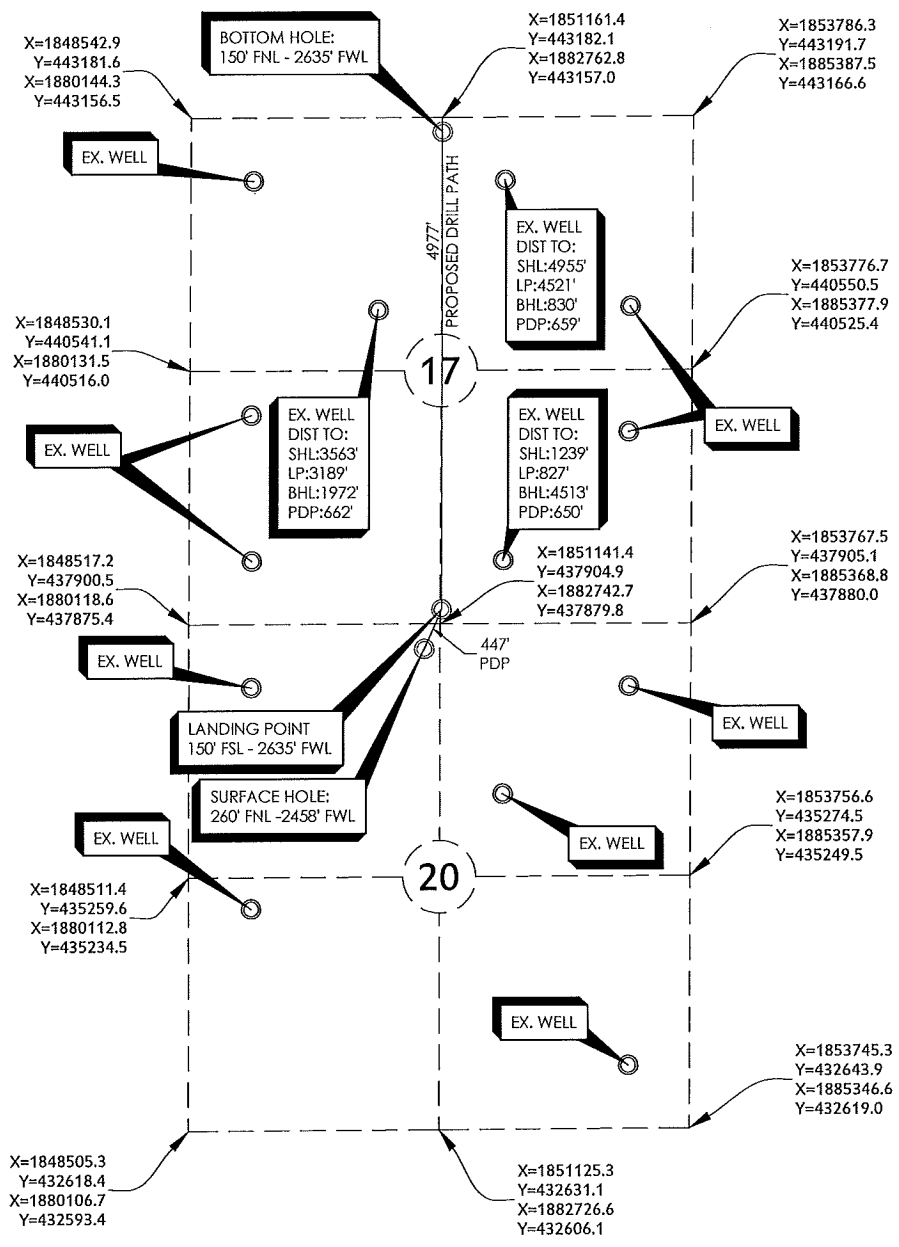 X=1848542.9
Y=443181.6
X=1880144.3
Y=443156.5
BOTTOM HOLE:
150' FNL - 2635' FWL
X=1851161.4
Y=443182.1
X=1882762.8
Y=443157.0
X=1853786.3
Y=443191.7
X=1885387.5
Y=443166.6
EX. WELL
4977'
PROPOSED DRILL PATH
EX. WELL
DIST TO:
SHL:4955'
LP:4521'
BHL:830'
PDP:659'
X=1853776.7
Y=440550.5
X=1885377.9
Y=440525.4
X=1848530.1
Y=440541.1
X=1880131.5
Y=440516.0
17
EX. WELL
EX. WELL
DIST TO:
SHL:3563'
LP:3189'
BHL:1972'
PDP:662'
EX. WELL
DIST TO:
SHL:1239'
LP:827'
BHL:4513'
PDP:650'
EX. WELL
X=1848517.2
Y=437900.5
X=1880118.6
Y=437875.4
X=1851141.4
Y=437904.9
X=1882742.7
Y=437879.8
X=1853767.5
Y=437905.1
X=1885368.8
Y=437880.0
447'
PDP
EX. WELL
LANDING POINT
150' FSL - 2635' FWL
EX. WELL
SURFACE HOLE:
260' FNL -2458' FWL
EX. WELL
EX. WELL
X=1853756.6
Y=435274.5
X=1885357.9
Y=435249.5
20
X=1848511.4
Y=435259.6
X=1880112.8
Y=435234.5
EX. WELL
X=1853745.3
Y=432643.9
X=1885346.6
Y=432619.0
X=1848505.3
Y=432618.4
X=1880106.7
Y=432593.4
X=1851125.3
Y=432631.1
X=1882726.6
Y=432606.1